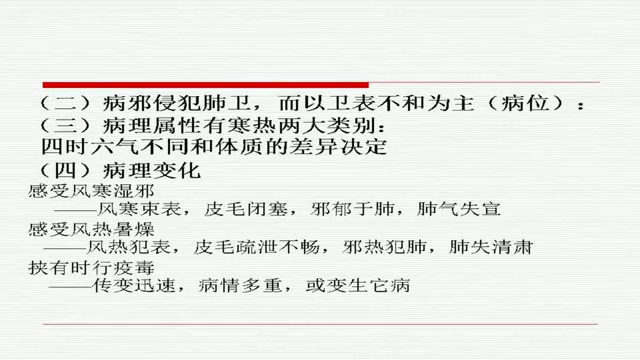 （二）病邪侵犯肺卫，而以卫表不和为主（病位）：
（三）病理属性有寒热两大类别：
四时六气不同和体质的差异决定
（四）病理变化
感受风寒湿邪
——风寒束表，皮毛闭塞，邪郁于肺，肺气失宣
感受风热暑燥
——风热犯表，皮毛疏泄不畅，邪热犯肺，肺失清肃
挟有时行疫毒
——传变迅速，病情多重，或变生它病